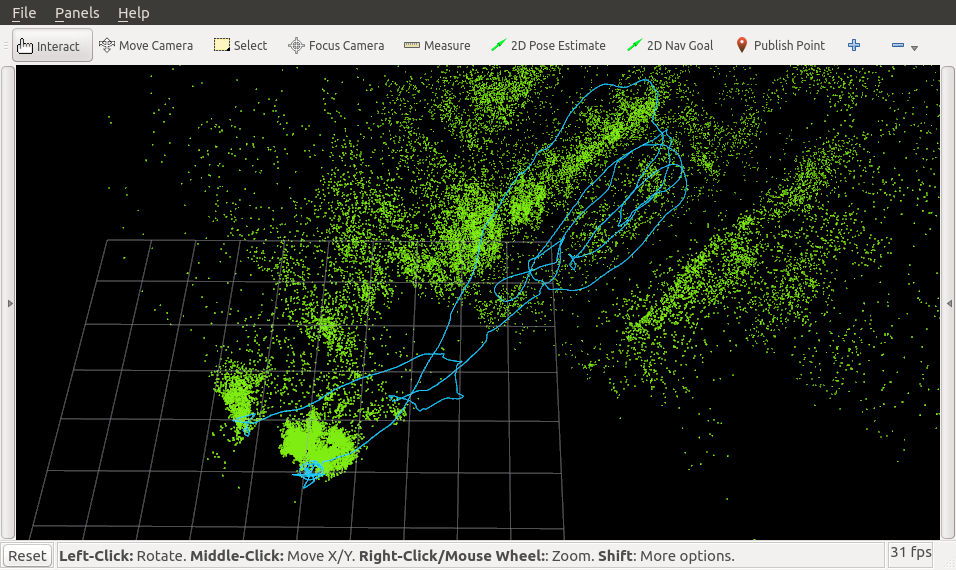 File Panels Help
Interact Move Camera Select Focus Camera Measure 2D Pose Estimate 2D Nav Goal Publish Point
Reset Left-Click: Rotate. Middle-Click: Move X/Y. Right-Click/Mouse Wheel:: Zoom. Shift: More options. 31 fps